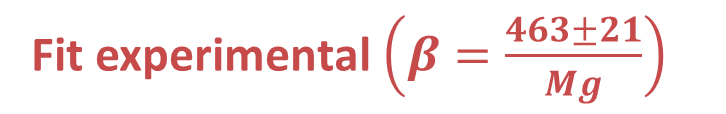 Fit experimental (β = 463±21/Mg)